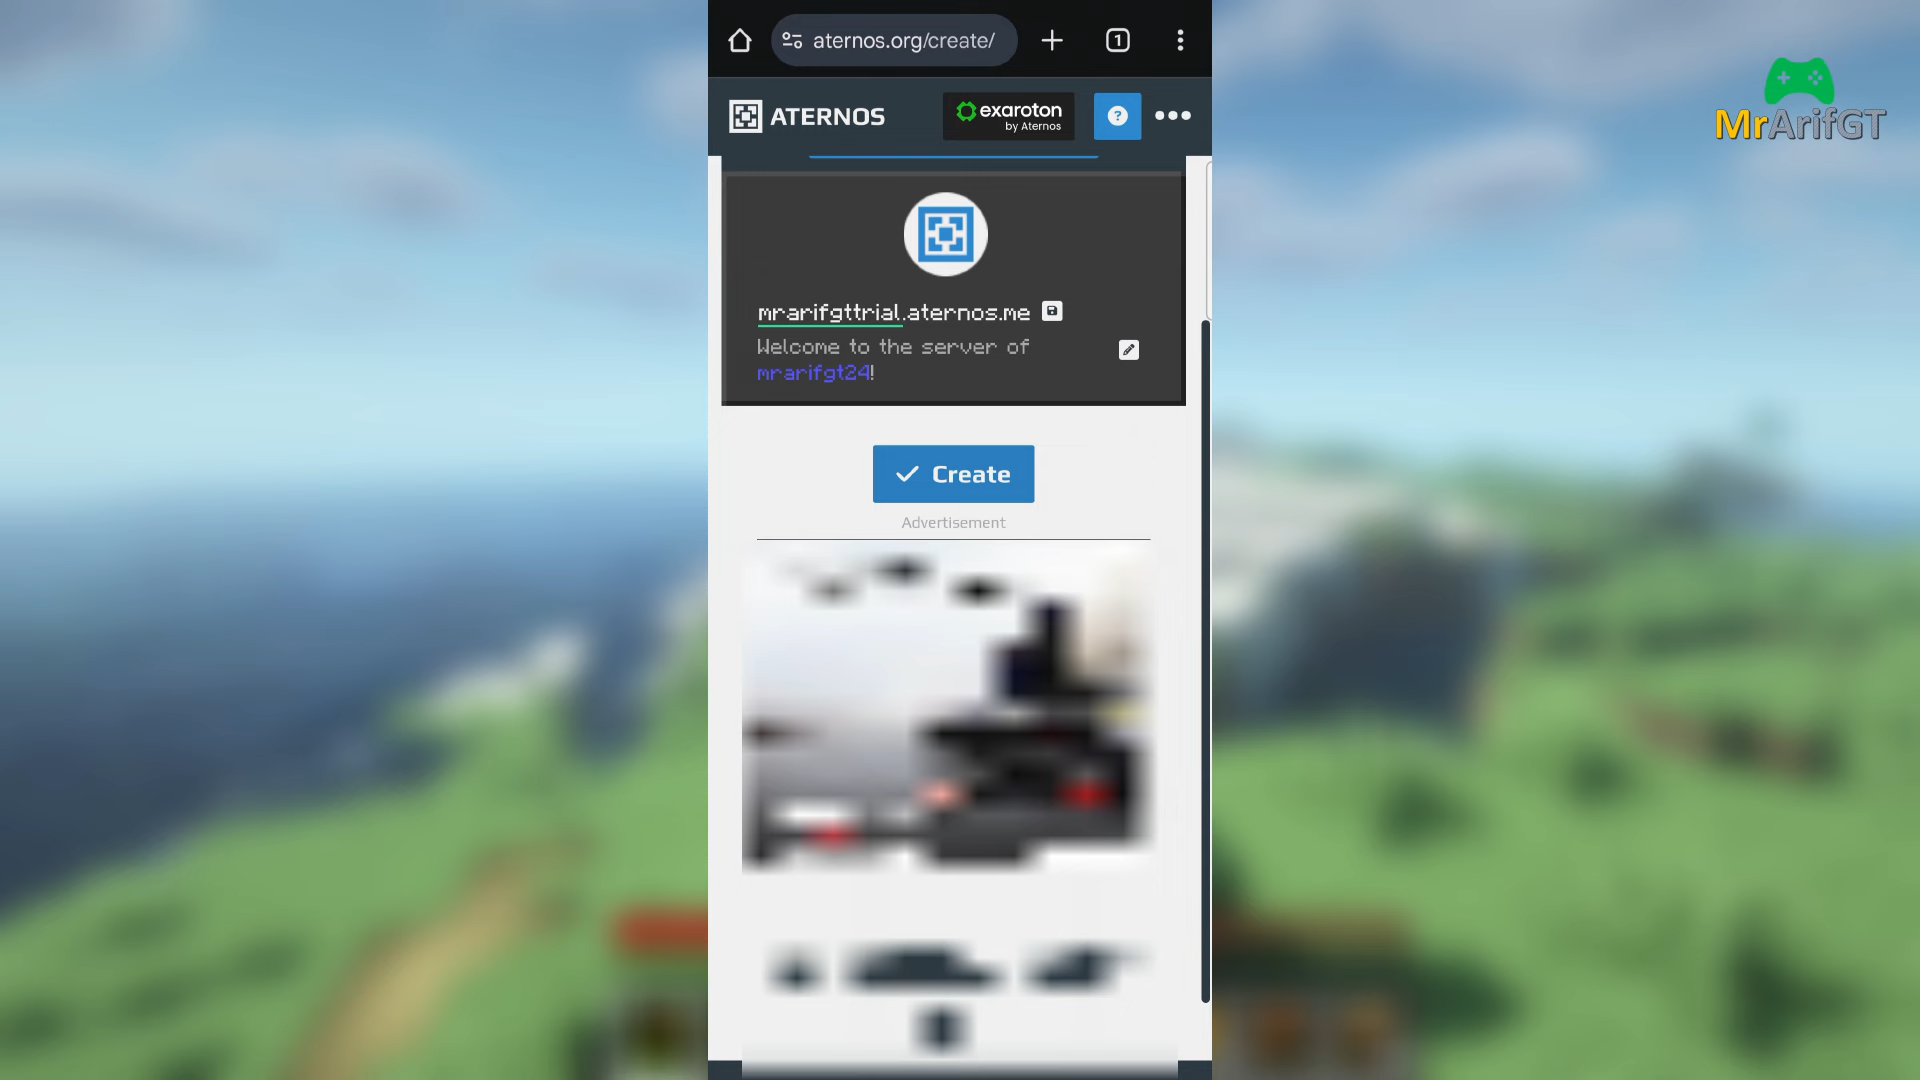 aternos.org/create/
1
ATERNOS
exaroton
by Aternos
?
MrArifGT
mrarifgttrial.aternos.me
Welcome to the server of
mrarifgt24!
Create
Advertisement